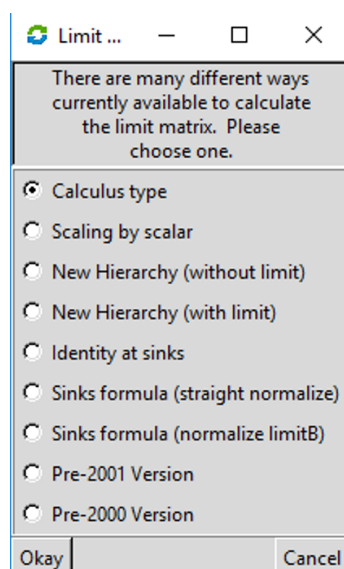 Limit ...
There are many different ways
currently available to calculate
the limit matrix. Please
choose one.
Calculus type
Scaling by scalar
New Hierarchy (without limit)
New Hierarchy (with limit)
Identity at sinks
Sinks formula (straight normalize)
Sinks formula (normalize limitB)
Pre-2001 Version
Pre-2000 Version
Okay
Cancel